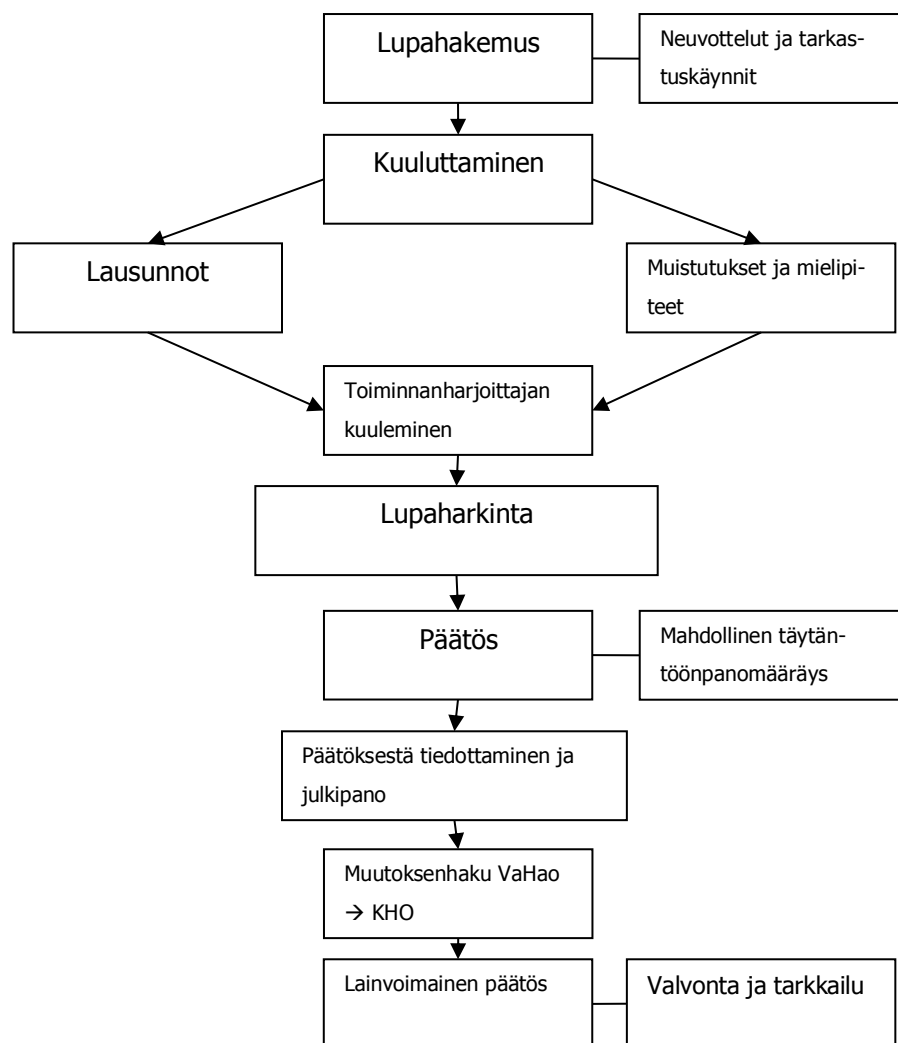 Lupahakemus
Neuvottelut ja tarkas-
tuskäynnit
Kuuluttaminen
Lausunnot
Muistutukset ja mielipi-
teet
Toiminnanharjoittajan
kuuleminen
Lupaharkinta
Päätös
Mahdollinen täytän-
töönpanomääräys
Päätöksestä tiedottaminen ja
julkipano
Muutoksenhaku VaHao
→ KHO
Lainvoimainen päätös
Valvonta ja tarkkailu